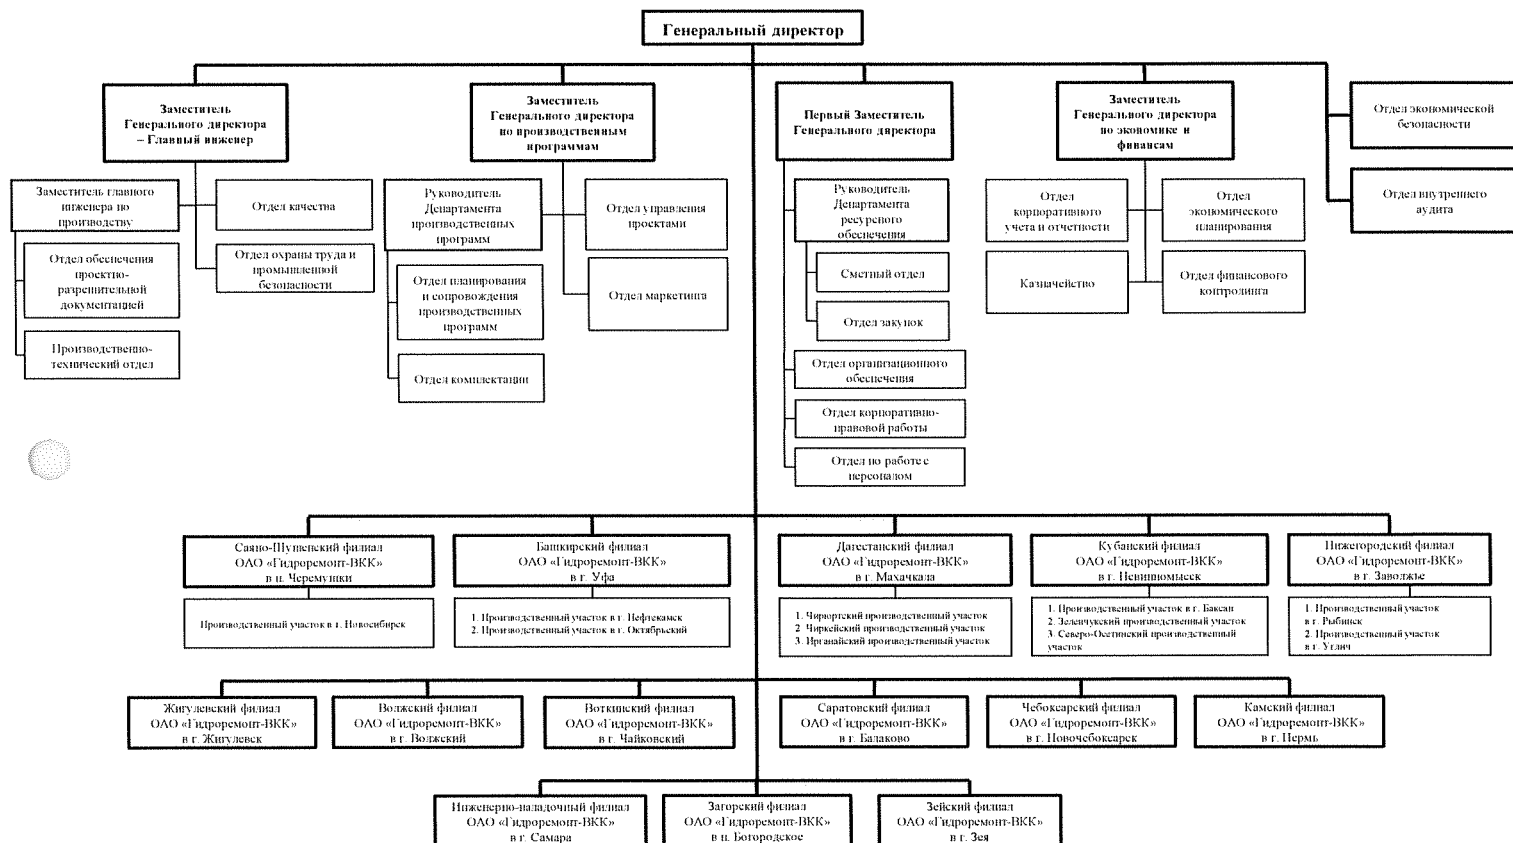 Генеральный директор
Заместитель
Генерального директора
– Главный инженер
Заместитель
Генерального директора
по производственным
программам
Первый Заместитель
Генерального директора
Заместитель
Генерального директора
по экономике и
финансам
Отдел экономической
безопасности
Отдел внутреннего
аудита
Заместитель главного
инженера по
производству
Отдел качества
Отдел обеспечения
проектно-
разрешительной
документацией
Отдел охраны труда и
промышленной
безопасности
Производственно-
технический отдел
Руководитель
Департамента
производственных
программ
Отдел управления
проектами
Отдел планирования
и сопровождения
производственных
программ
Отдел маркетинга
Отдел комплектации
Руководитель
Департамента
ресурсного
обеспечения
Сметный отдел
Отдел закупок
Отдел организационного
обеспечения
Отдел корпоративно-
правовой работы
Отдел по работе с
персоналом
Отдел
корпоративного
учета и отчетности
Отдел
экономического
планирования
Казначейство
Отдел финансового
контролинга
Саяно-Шушенский филиал
ОАО «Гидроремонт-ВКК»
в п. Черемушки
Башкирский филиал
ОАО «Гидроремонт-ВКК»
в г. Уфа
Дагестанский филиал
ОАО «Гидроремонт-ВКК»
в г. Махачкала
Кубанский филиал
ОАО «Гидроремонт-ВКК»
в г. Невинномысск
Нижегородский филиал
ОАО «Гидроремонт-ВКК»
в г. Заволжье
Производственный участок в г. Новосибирск
1. Производственный участок в г. Нефтекамск
2. Производственный участок в г. Октябрьский
1. Чирюртский производственный участок
2 Чиркейский производственный участок
3. Ирганайский производственный участок
1. Производственный участок в г. Баксан
2. Зеленчукский производственный участок
3. Северо-Осетинский производственный
участок
1. Производственный участок
в г. Рыбинск
2. Производственный участок
в г. Углич
Жигулевский филиал
ОАО «Гидроремонт-ВКК»
в г. Жигулевск
Волжский филиал
ОАО «Гидроремонт-ВКК»
в г. Волжский
Воткинский филиал
ОАО «Гидроремонт-ВКК»
в г. Чайковский
Саратовский филиал
ОАО «Гидроремонт-ВКК»
в г. Балаково
Чебоксарский филиал
ОАО «Гидроремонт-ВКК»
в г. Новочебоксарск
Камский филиал
ОАО «Гидроремонт-ВКК»
в г. Пермь
Инженерно-наладочный филиал
ОАО «Гидроремонт-ВКК»
в г. Самара
Загорский филиал
ОАО «Гидроремонт-ВКК»
в п. Богородское
Зейский филиал
ОАО «Гидроремонт-ВКК»
в г. Зея